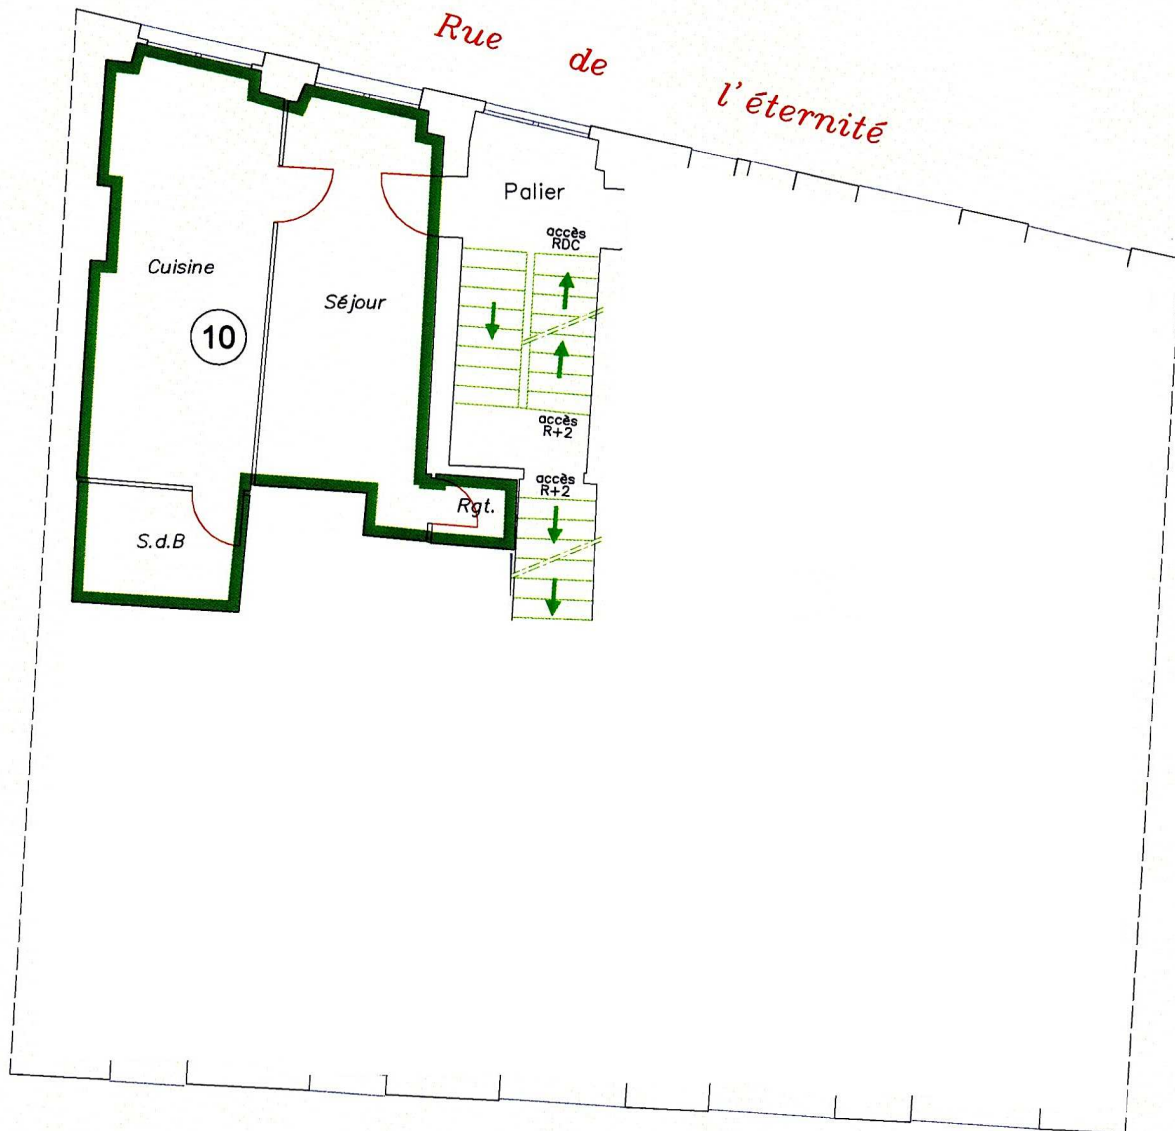 Rue de l'éternité
Palier
accès
RDC
Cuisine
Séjour
10
accès
R+2
accès
R+2
Rgt.
S.d.B